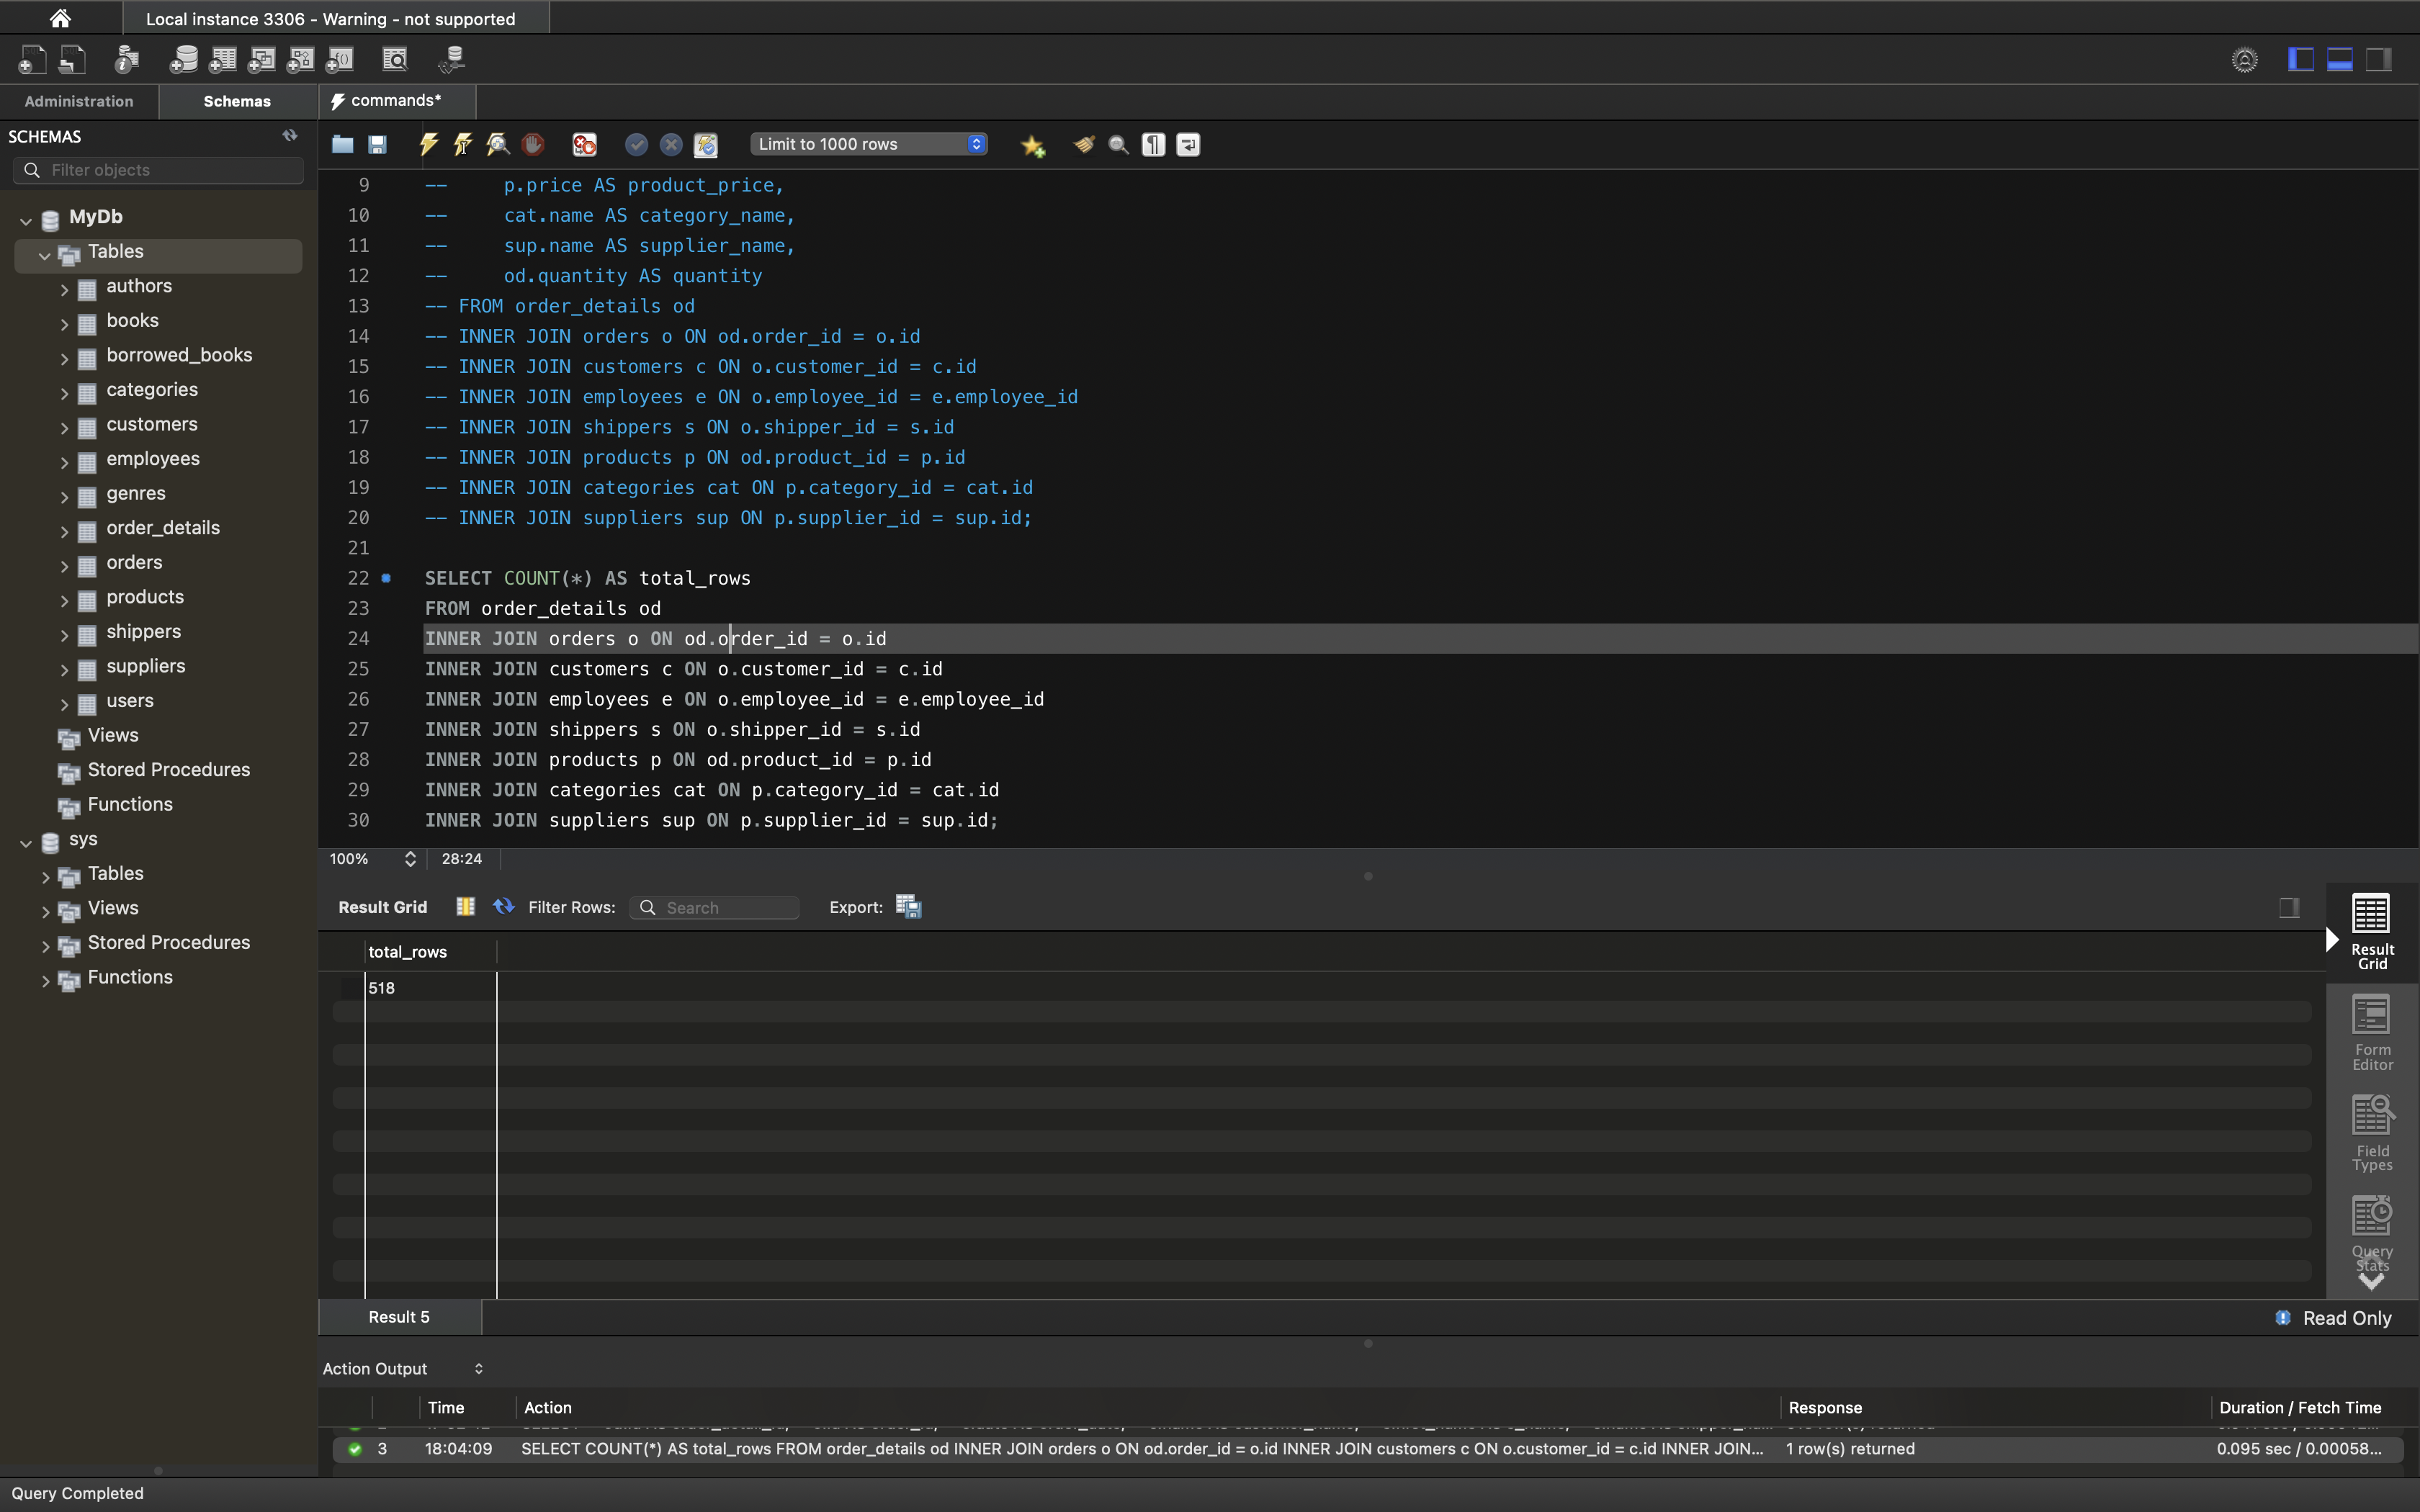 Local instance 3306 - Warning - not supported
Administration
Schemas
commands*
SCHEMAS
Limit to 1000 rows
Filter objects
MyDb
Tables
authors
books
borrowed_books
categories
customers
employees
genres
order_details
orders
products
shippers
suppliers
users
Views
Stored Procedures
Functions
sys
Tables
Views
Stored Procedures
Functions
9 -- p.price AS product_price,
10 -- cat.name AS category_name,
11 -- sup.name AS supplier_name,
12 -- od.quantity AS quantity
13 -- FROM order_details od
14 -- INNER JOIN orders o ON od.order_id = o.id
15 -- INNER JOIN customers c ON o.customer_id = c.id
16 -- INNER JOIN employees e ON o.employee_id = e.employee_id
17 -- INNER JOIN shippers s ON o.shipper_id = s.id
18 -- INNER JOIN products p ON od.product_id = p.id
19 -- INNER JOIN categories cat ON p.category_id = cat.id
20 -- INNER JOIN suppliers sup ON p.supplier_id = sup.id;
21
22 SELECT COUNT(*) AS total_rows
23 FROM order_details od
24 INNER JOIN orders o ON od.order_id = o.id
25 INNER JOIN customers c ON o.customer_id = c.id
26 INNER JOIN employees e ON o.employee_id = e.employee_id
27 INNER JOIN shippers s ON o.shipper_id = s.id
28 INNER JOIN products p ON od.product_id = p.id
29 INNER JOIN categories cat ON p.category_id = cat.id
30 INNER JOIN suppliers sup ON p.supplier_id = sup.id;
100% 28:24
Result Grid Filter Rows: Search Export:
total_rows
518
Result
Grid
Form
Editor
Field
Types
Query
Stats
Result 5
Read Only
Action Output
Time Action Response Duration / Fetch Time
3 18:04:09 SELECT COUNT(*) AS total_rows FROM order_details od INNER JOIN orders o ON od.order_id = o.id INNER JOIN customers c ON o.customer_id = c.id INNER JOIN... 1 row(s) returned 0.095 sec / 0.00058...
Query Completed